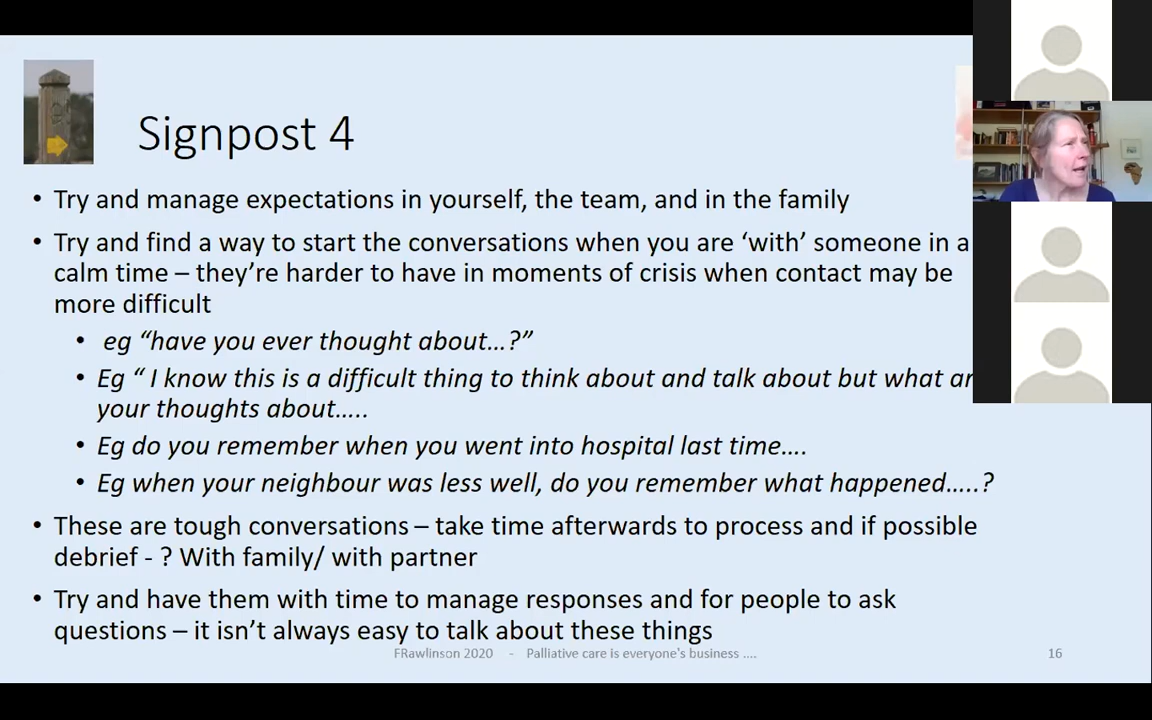 Signpost 4
• Try and manage expectations in yourself, the team, and in the family
• Try and find a way to start the conversations when you are ‘with’ someone in a
calm time – they’re harder to have in moments of crisis when contact may be
more difficult
• eg “have you ever thought about…?”
• Eg “ I know this is a difficult thing to think about and talk about but what
your thoughts about…..
• Eg do you remember when you went into hospital last time….
• Eg when your neighbour was less well, do you remember what happened…..?
• These are tough conversations – take time afterwards to process and if possible
debrief - ? With family/ with partner
• Try and have them with time to manage responses and for people to ask
questions – it isn’t always easy to talk about these things
FRawlinson 2020 - Palliative care is everyone's business ....
16